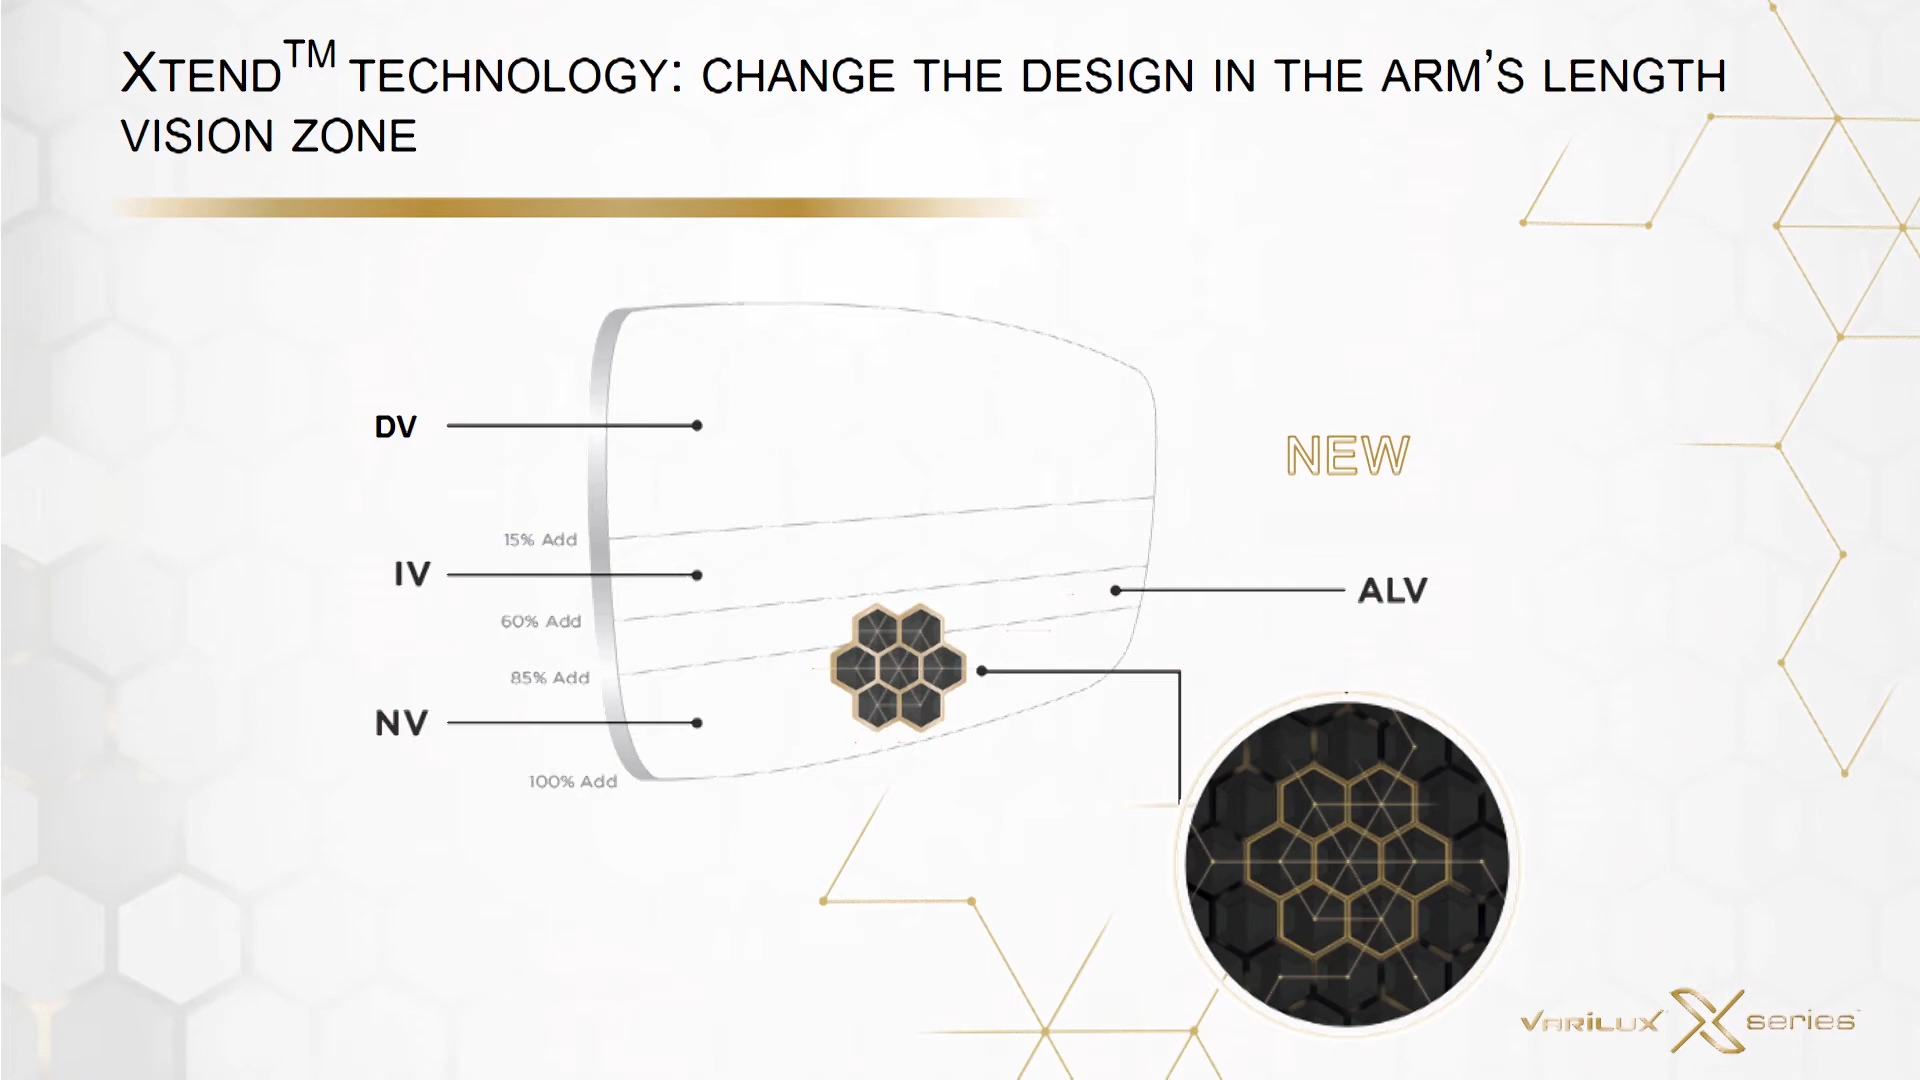 XTEND™ TECHNOLOGY: CHANGE THE DESIGN IN THE ARM’S LENGTH
VISION ZONE
DV
NEW
15% Add
IV
ALV
60% Add
85% Add
NV
100% Add
VARILUX X series™